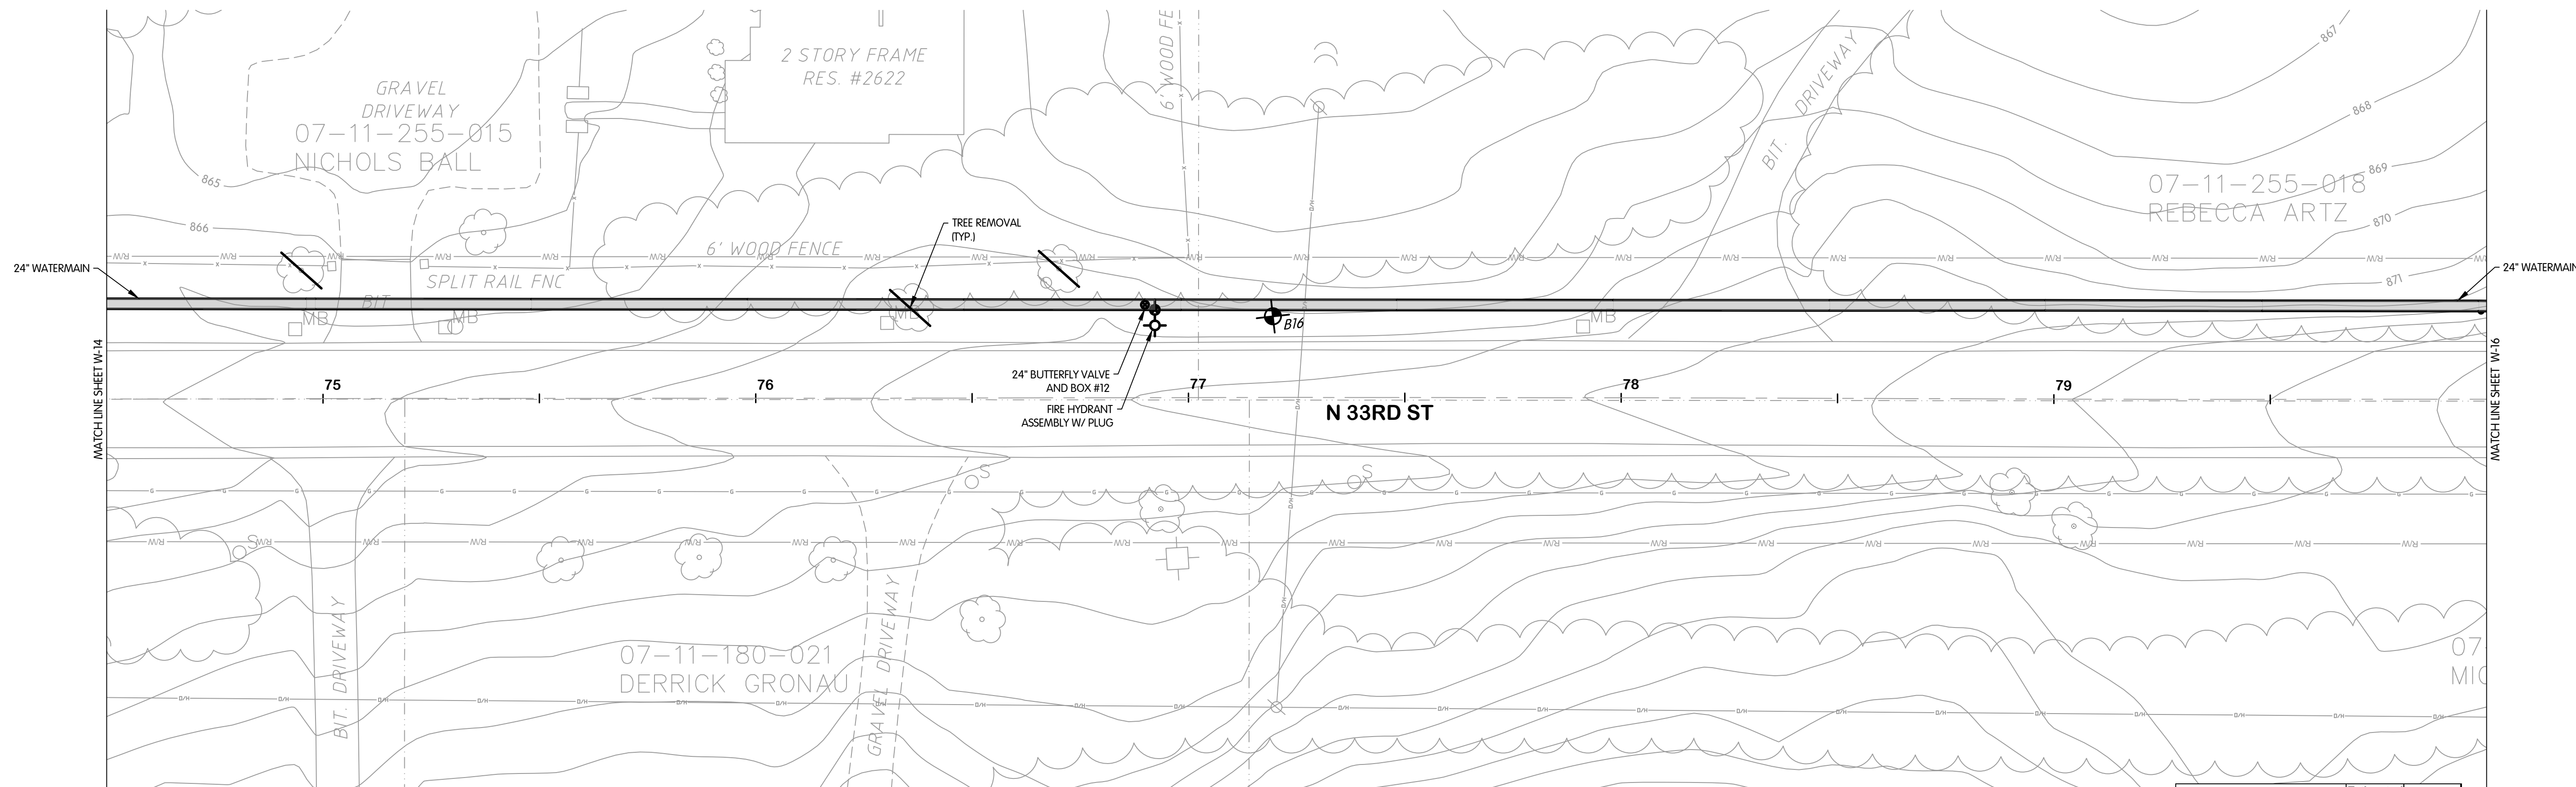 6' WOOD FE
2 STORY FRAME
RES. #2622
GRAVEL
DRIVEWAY
07-11-255-015
NICHOLS BALL
BIT. DRIVEWAY
867
868
869
870
871
07-11-255-018
REBECCA ARTZ
865
866
TREE REMOVAL
(TYP.)
6' WOOD FENCE
SPLIT RAIL FNC
24" WATERMAIN
24" WATERMAIN
R/W
BIT
MB
MB
MB
MB
B16
MATCH LINE SHEET W-14
MATCH LINE SHEET W-16
24" BUTTERFLY VALVE
AND BOX #12
FIRE HYDRANT
ASSEMBLY W/ PLUG
75
76
77
78
79
N 33RD ST
S
S
G
S
R/W
O/H
BIT. DRIVEWAY
GRAVEL DRIVEWAY
07-11-180-021
DERRICK GRONAU
07
MIC